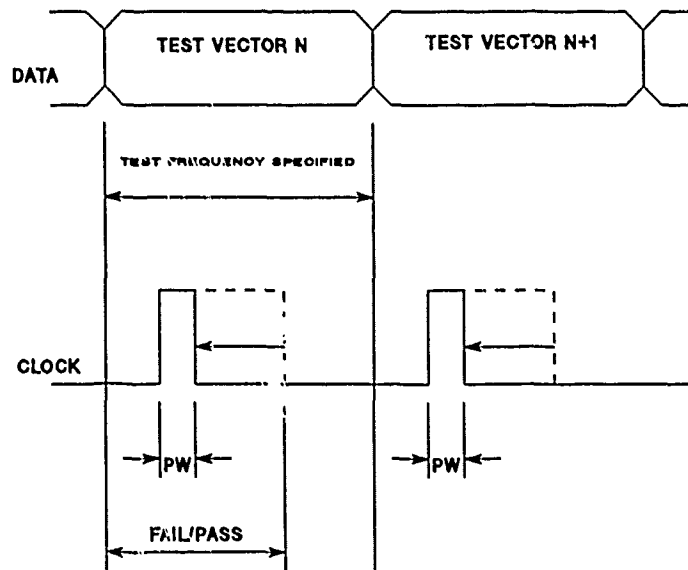 TEST VECTOR N
TEST VECTOR N+1
DATA
TEST FREQUENCY SPECIFIED
CLOCK
PW
PW
FAIL/PASS